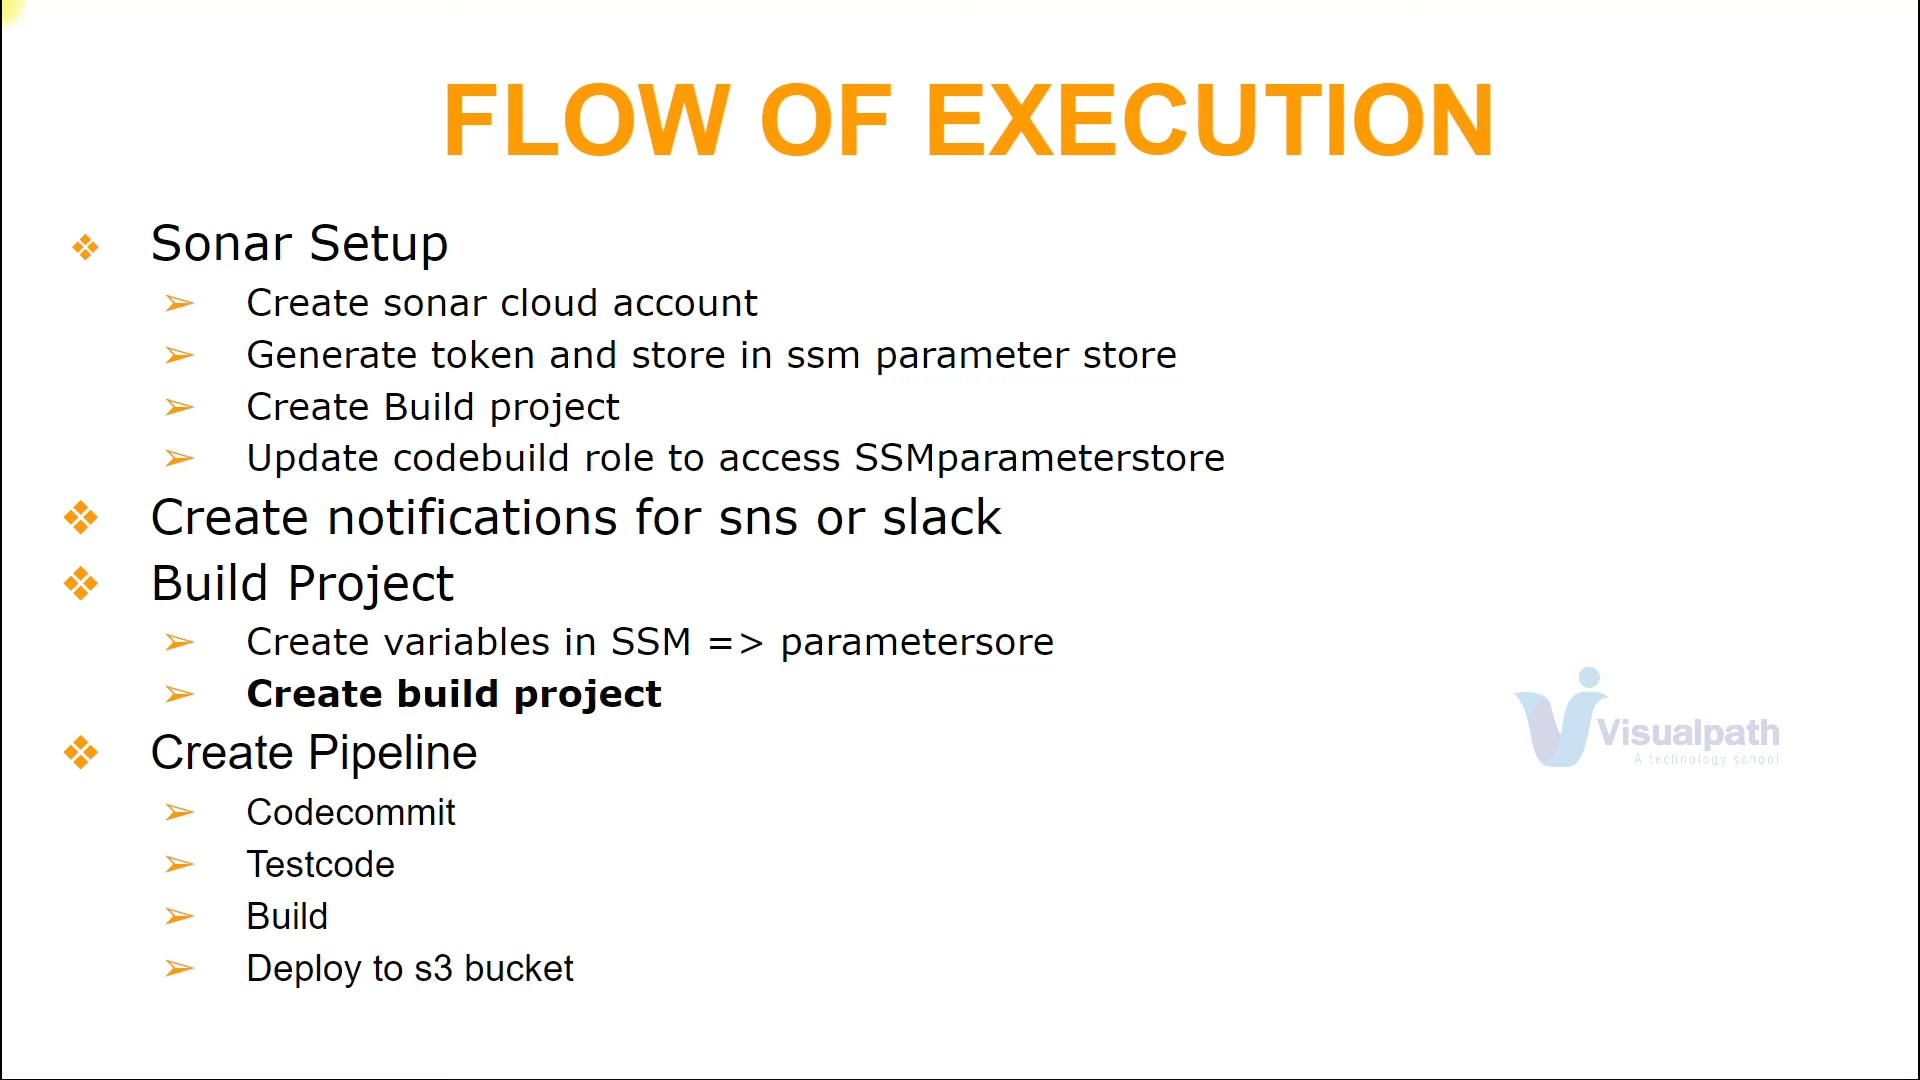 FLOW OF EXECUTION
Sonar Setup
Create sonar cloud account
Generate token and store in ssm parameter store
Create Build project
Update codebuild role to access SSMparameterstore
Create notifications for sns or slack
Build Project
Create variables in SSM => parametersore
Create build project
Create Pipeline
Codecommit
Testcode
Build
Deploy to s3 bucket
Visualpath
A technology school